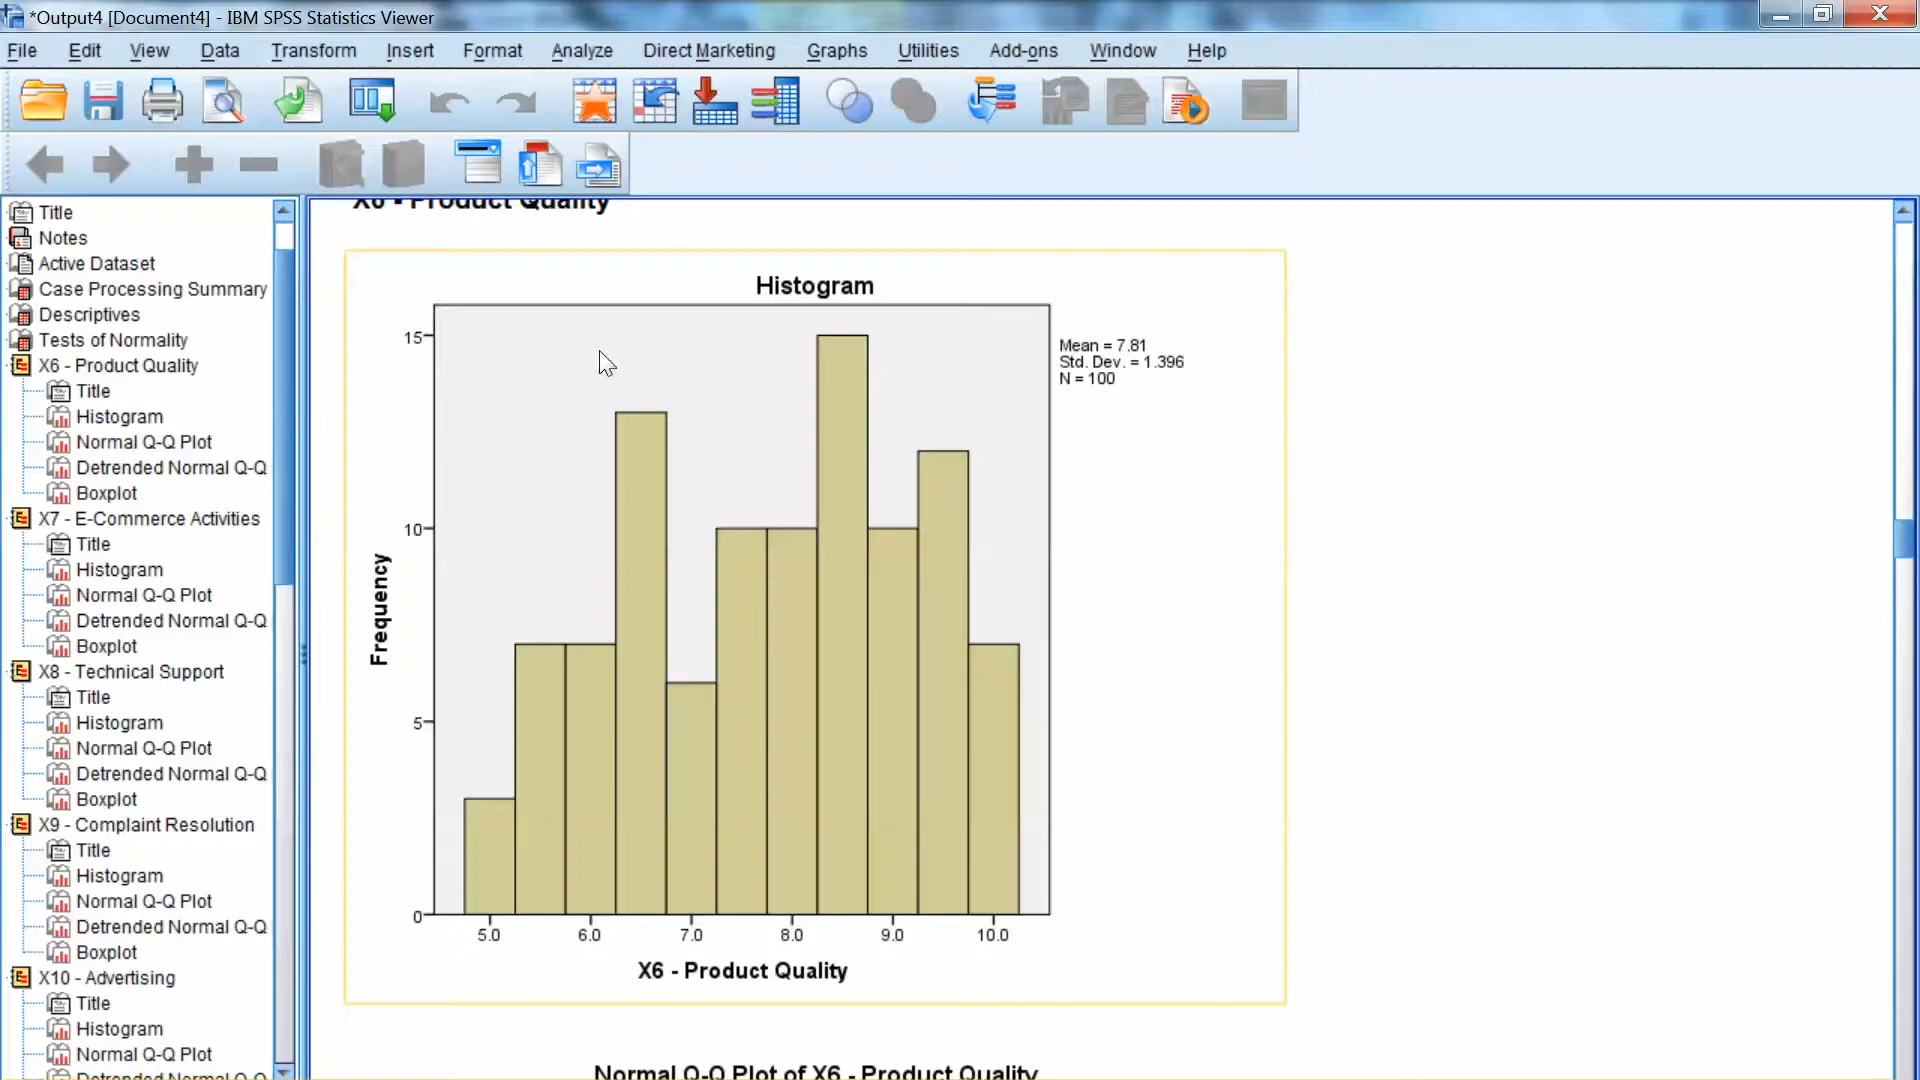 *Output4 [Document4] - IBM SPSS Statistics Viewer
File Edit View Data Transform Insert Format Analyze Direct Marketing Graphs Utilities Add-ons Window Help
Title
Notes
Active Dataset
Case Processing Summary
Descriptives
Tests of Normality
X6 - Product Quality
Title
Histogram
Normal Q-Q Plot
Detrended Normal Q-Q
Boxplot
X7 - E-Commerce Activities
Title
Histogram
Normal Q-Q Plot
Detrended Normal Q-Q
Boxplot
X8 - Technical Support
Title
Histogram
Normal Q-Q Plot
Detrended Normal Q-Q
Boxplot
X9 - Complaint Resolution
Title
Histogram
Normal Q-Q Plot
Detrended Normal Q-Q
Boxplot
X10 - Advertising
Title
Histogram
Normal Q-Q Plot
Detrended Normal Q-Q
X6 - Product Quality
Histogram
Mean = 7.81
Std. Dev. = 1.396
N = 100
15
10
5
0
Frequency
5.0 6.0 7.0 8.0 9.0 10.0
X6 - Product Quality
Normal Q-Q Plot of X6 - Product Quality